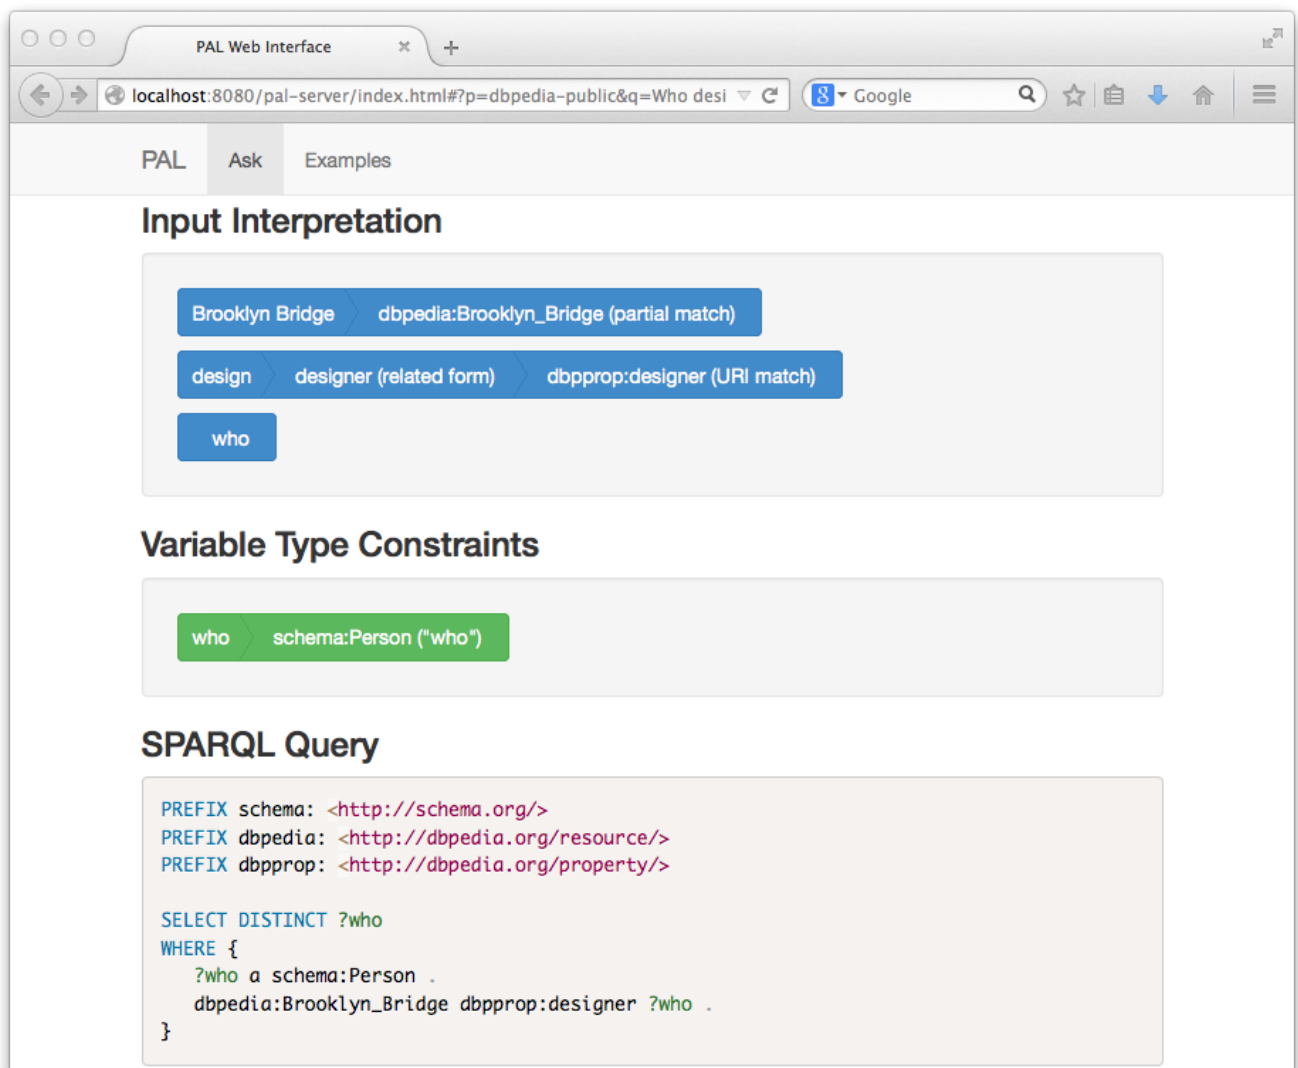 PAL Web Interface
localhost:8080/pal-server/index.html#?p=dbpedia-public&q=Who desi
Google
PAL Ask Examples
Input Interpretation
Brooklyn Bridge dbpedia:Brooklyn_Bridge (partial match)
design designer (related form) dbpprop:designer (URI match)
who
Variable Type Constraints
who schema:Person ("who")
SPARQL Query
PREFIX schema: <http://schema.org/>
PREFIX dbpedia: <http://dbpedia.org/resource/>
PREFIX dbpprop: <http://dbpedia.org/property/>
SELECT DISTINCT ?who
WHERE {
?who a schema:Person .
dbpedia:Brooklyn_Bridge dbpprop:designer ?who .
}